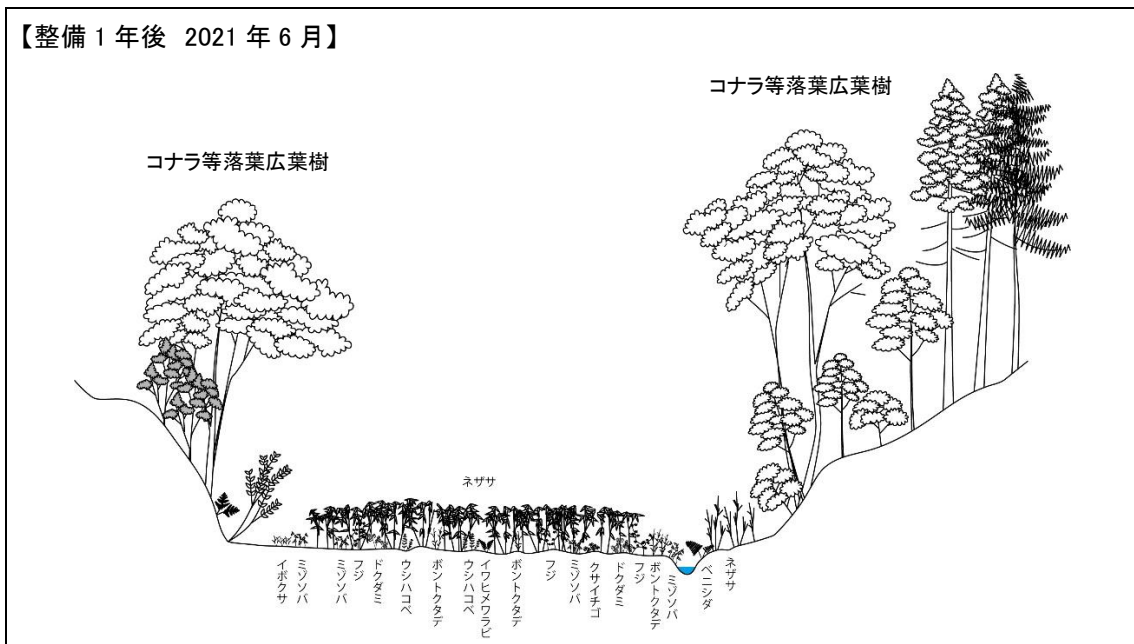 【整備1年後 2021年6月】
コナラ等落葉広葉樹
コナラ等落葉広葉樹
ネザサ
イボクサ
ミゾソバ
ミゾソバ
フジ
ドクダミ
ウシハコベ
ボントクタデ
ウシハコベ
イワヒメワラビ
ボントクタデ
フジ
ミゾソバ
クサイチゴ
ドクダミ
フジ
ボントクタデ
ミゾソバ
ベニシダ
ネザサ